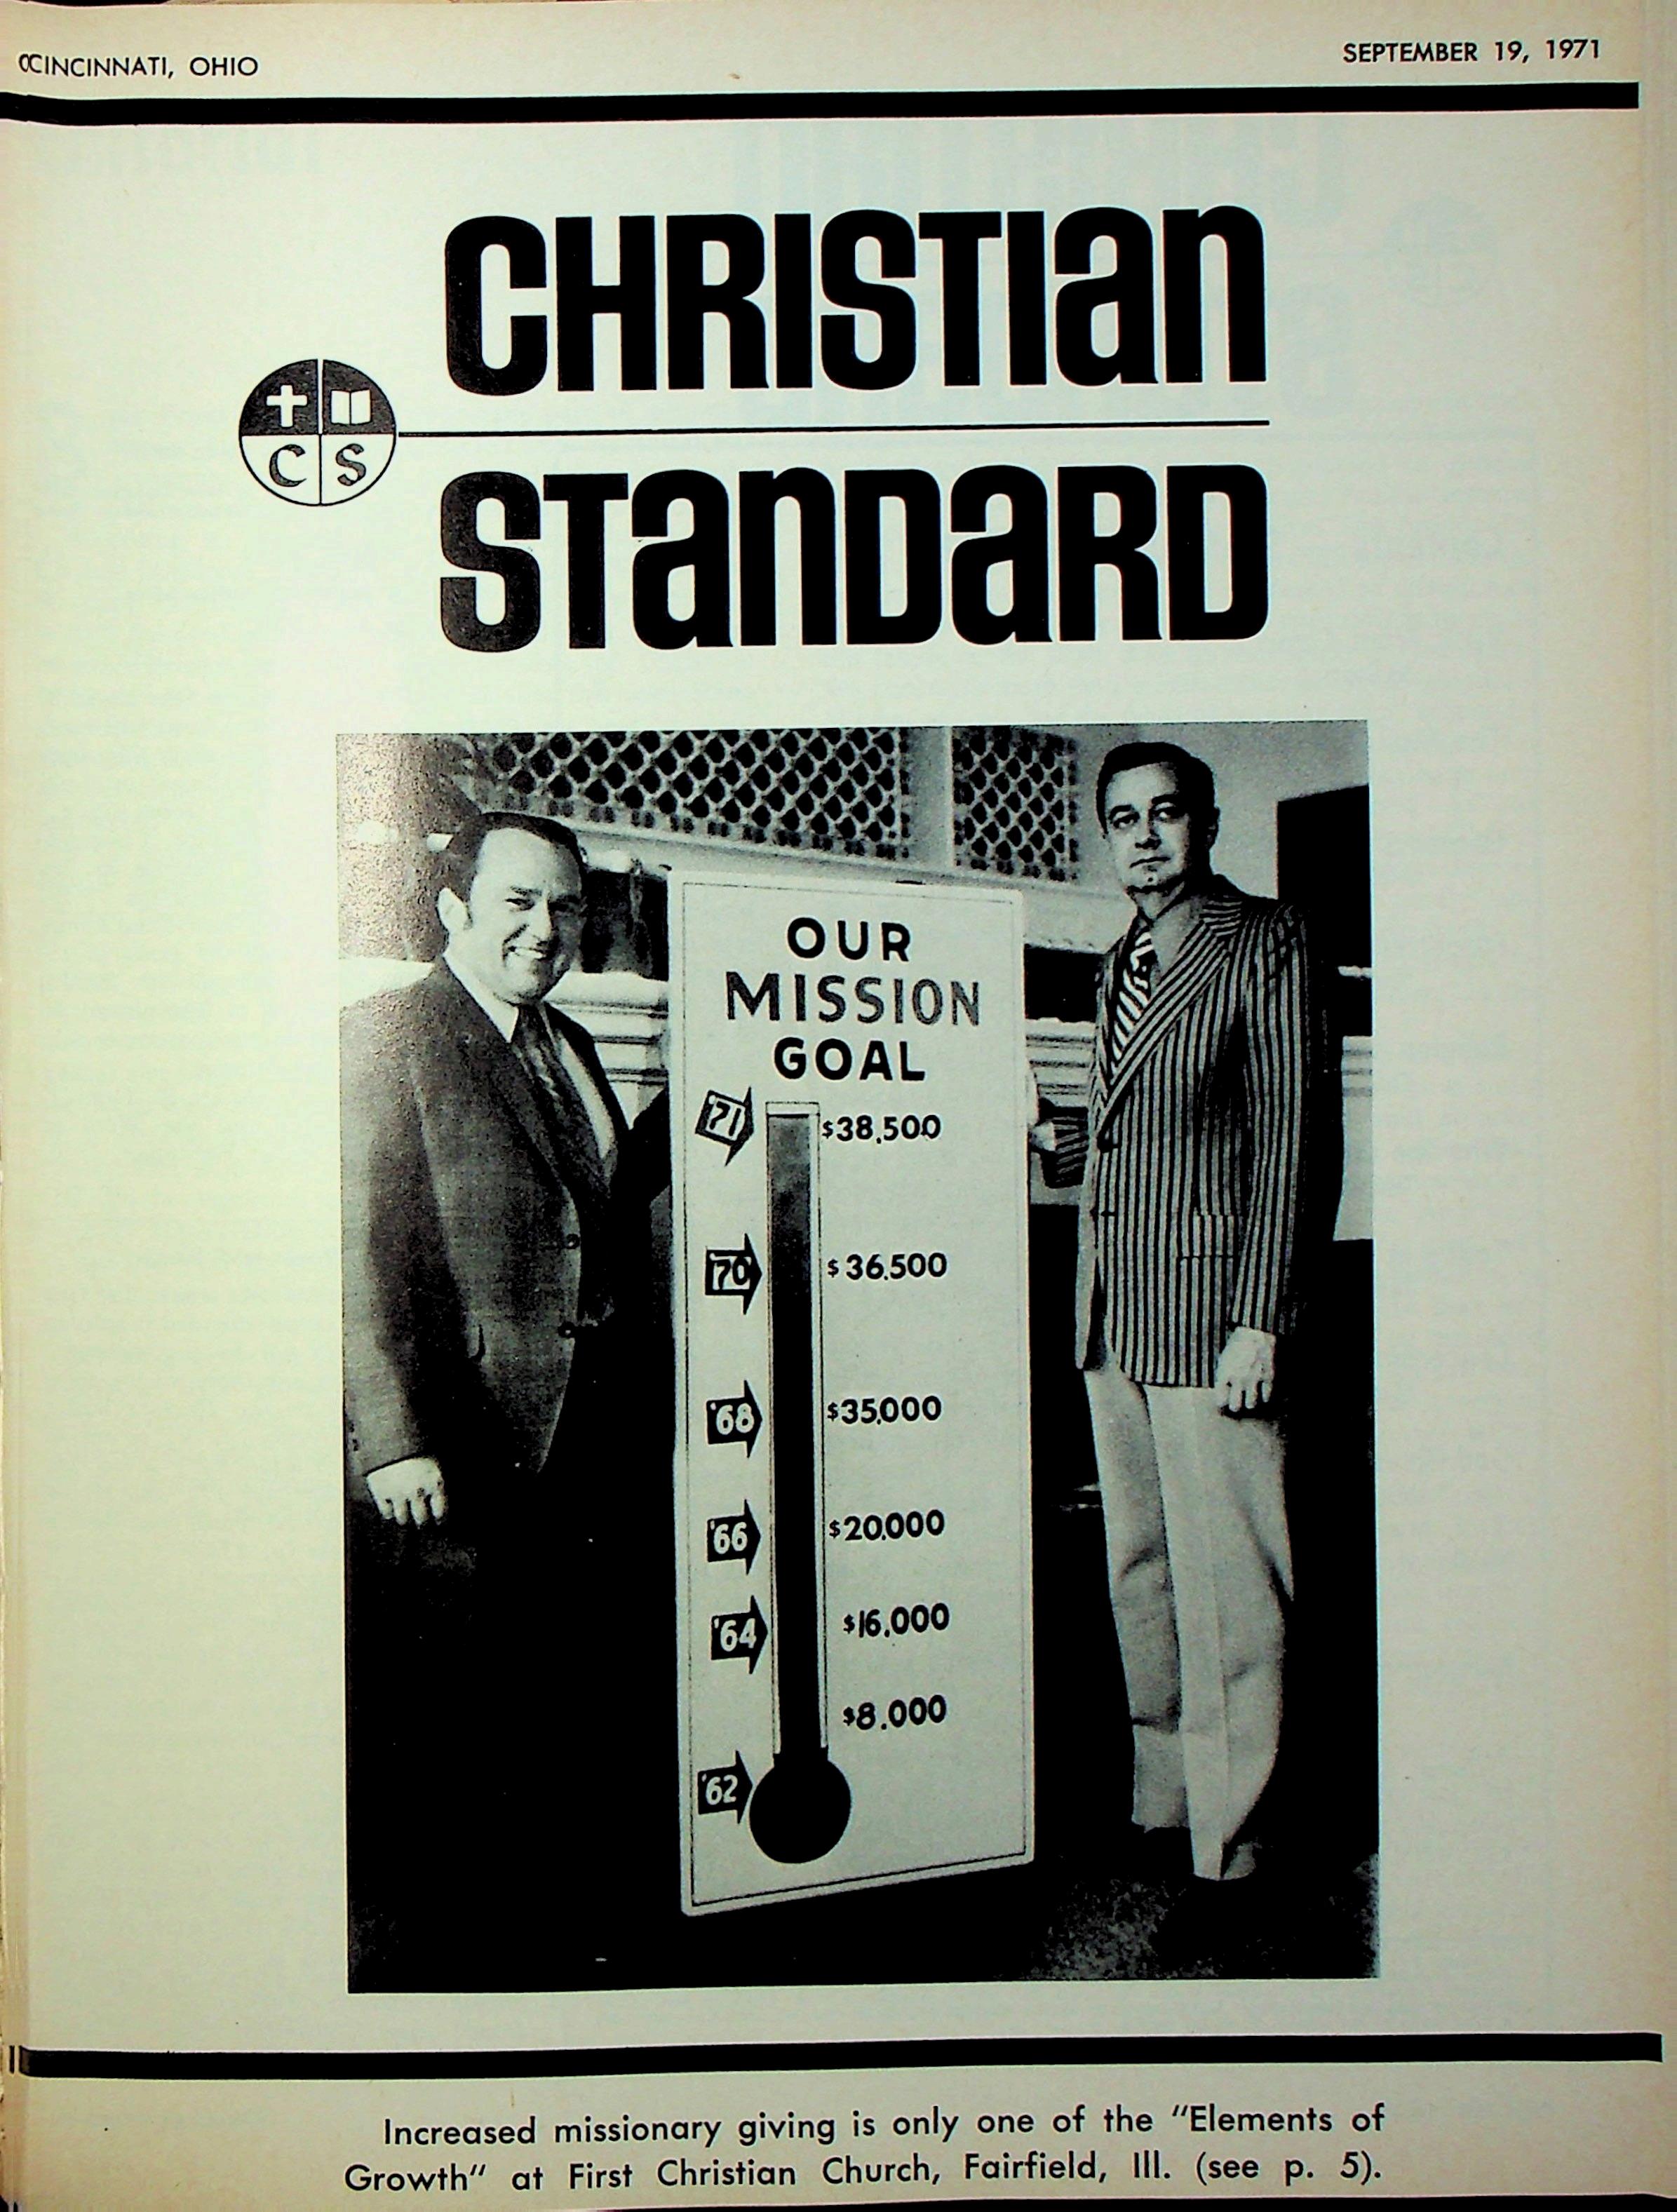 CINCINNATI, OHIO
SEPTEMBER 19, 1971
CHRISTIan
C S
STanDaRD
OUR
MISSION
GOAL
'71 $38,500
'70 $36.500
'68 $35,000
'66 $20,000
'64 $16,000
$8.000
'62
Increased missionary giving is only one of the "Elements of
Growth" at First Christian Church, Fairfield, Ill. (see p. 5).